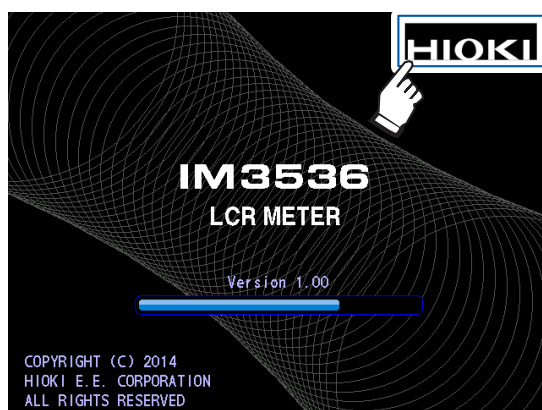 HIOKI
IM3536
LCR METER
Version 1.00
COPYRIGHT (C) 2014
HIOKI E.E. CORPORATION
ALL RIGHTS RESERVED